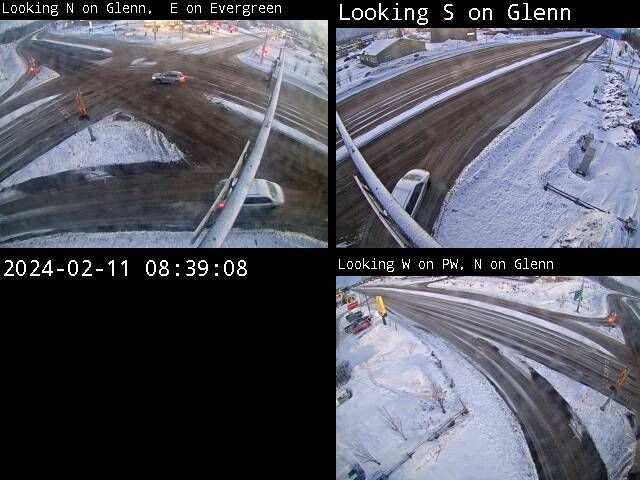 Looking N on Glenn,  E on Evergreen
Looking S on Glenn
2024-02-11 08:39:08
Looking W on PW, N on Glenn